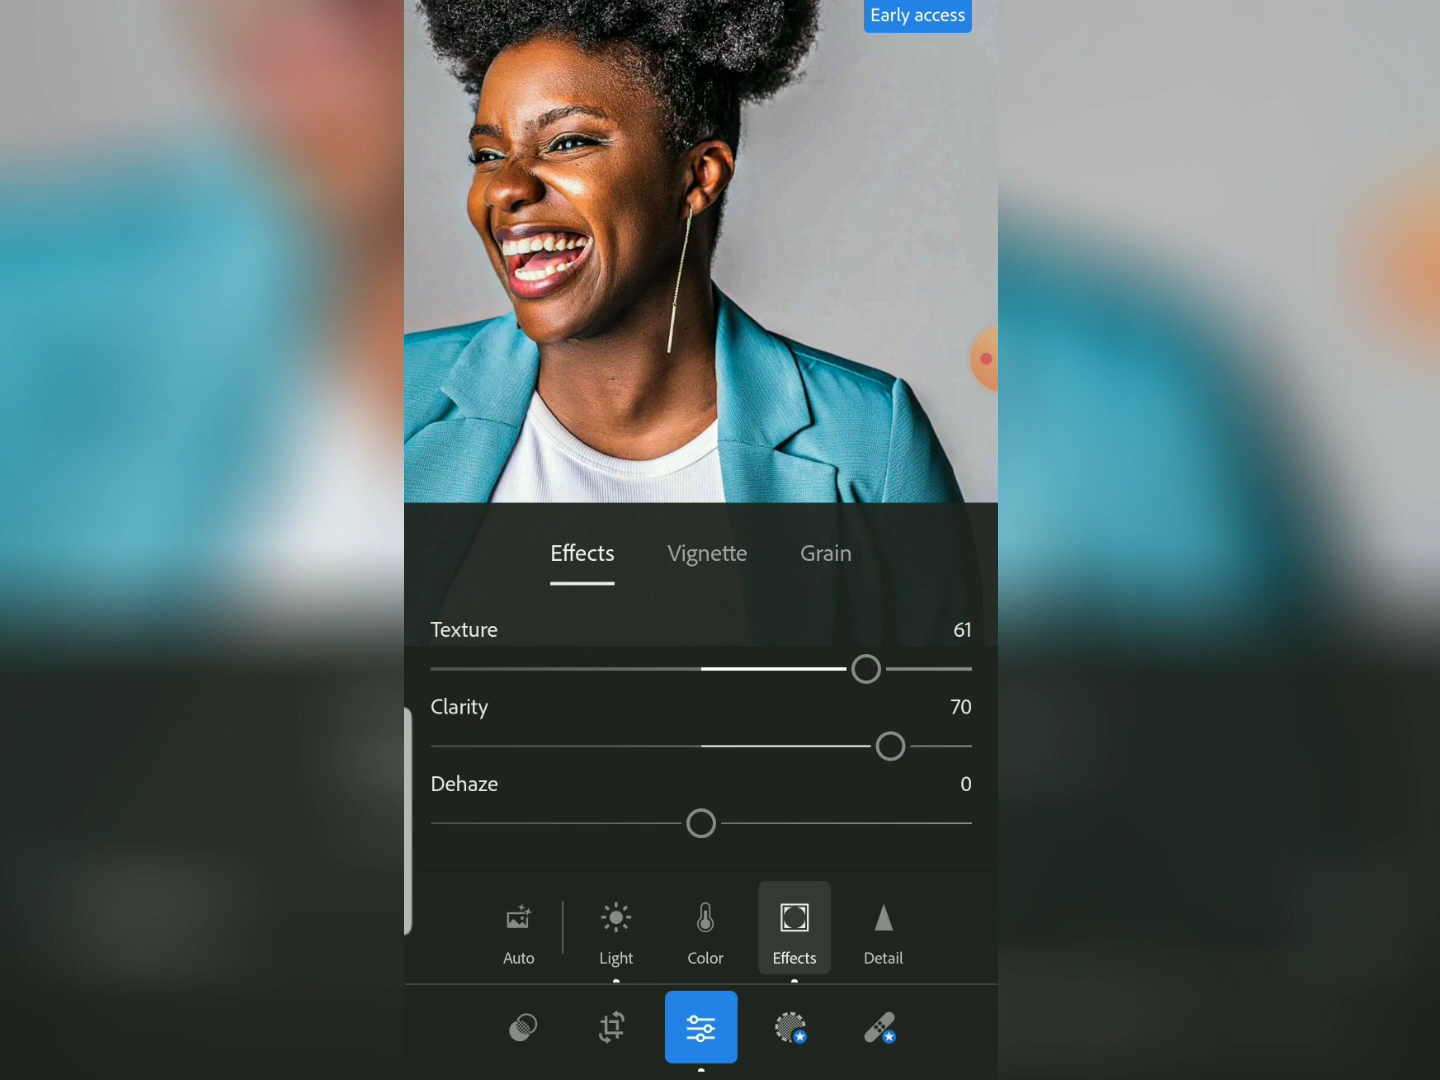 Early access
Effects Vignette Grain
Texture 61
Clarity 70
Dehaze 0
Auto Light Color Effects Detail